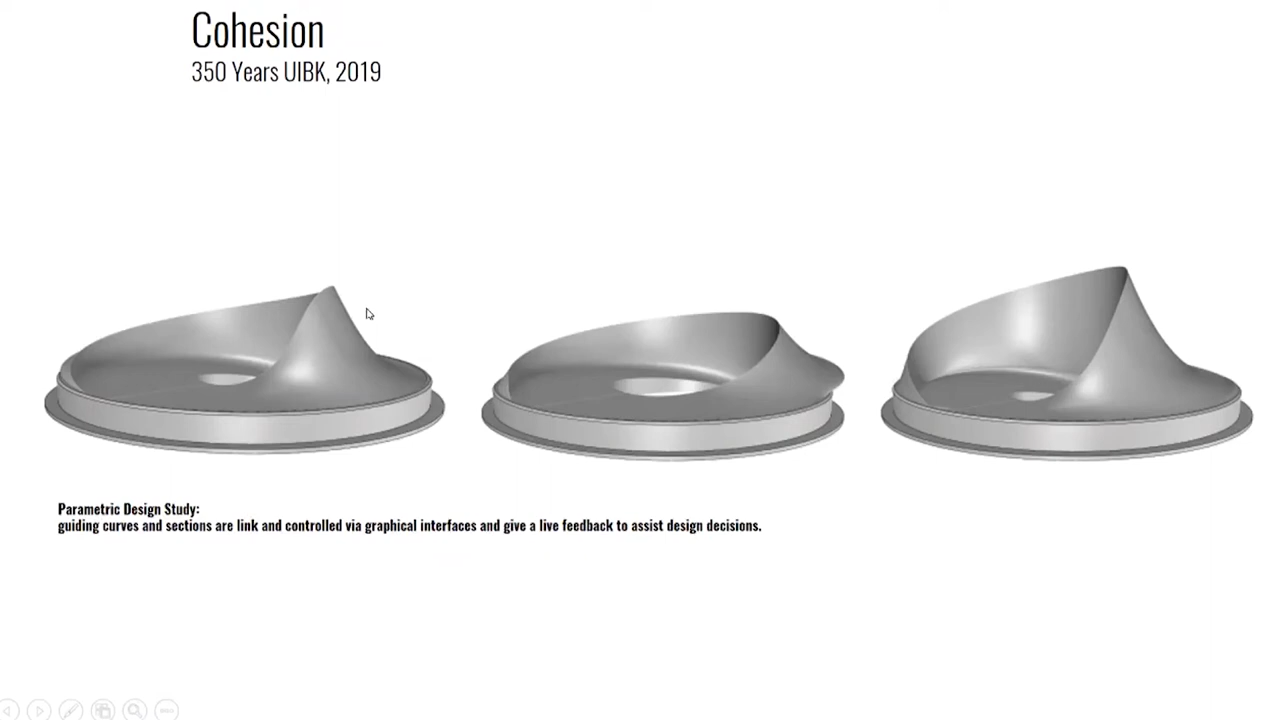 Cohesion
350 Years UIBK, 2019
Parametric Design Study:
guiding curves and sections are link and controlled via graphical interfaces and give a live feedback to assist design decisions.